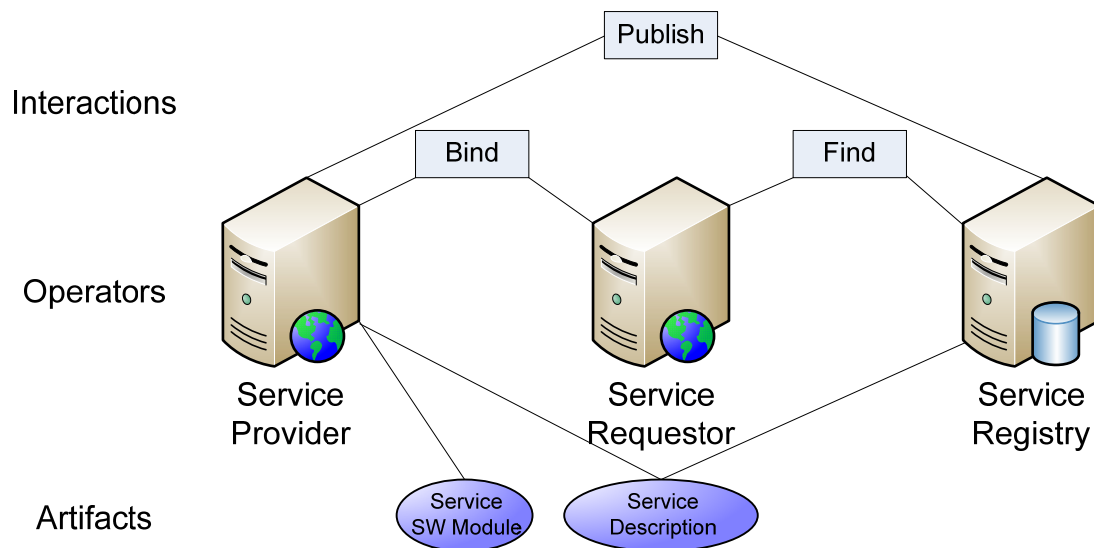 Publish
Interactions
Bind
Find
Operators
Service
Provider
Service
Requestor
Service
Registry
Artifacts
Service
SW Module
Service
Description